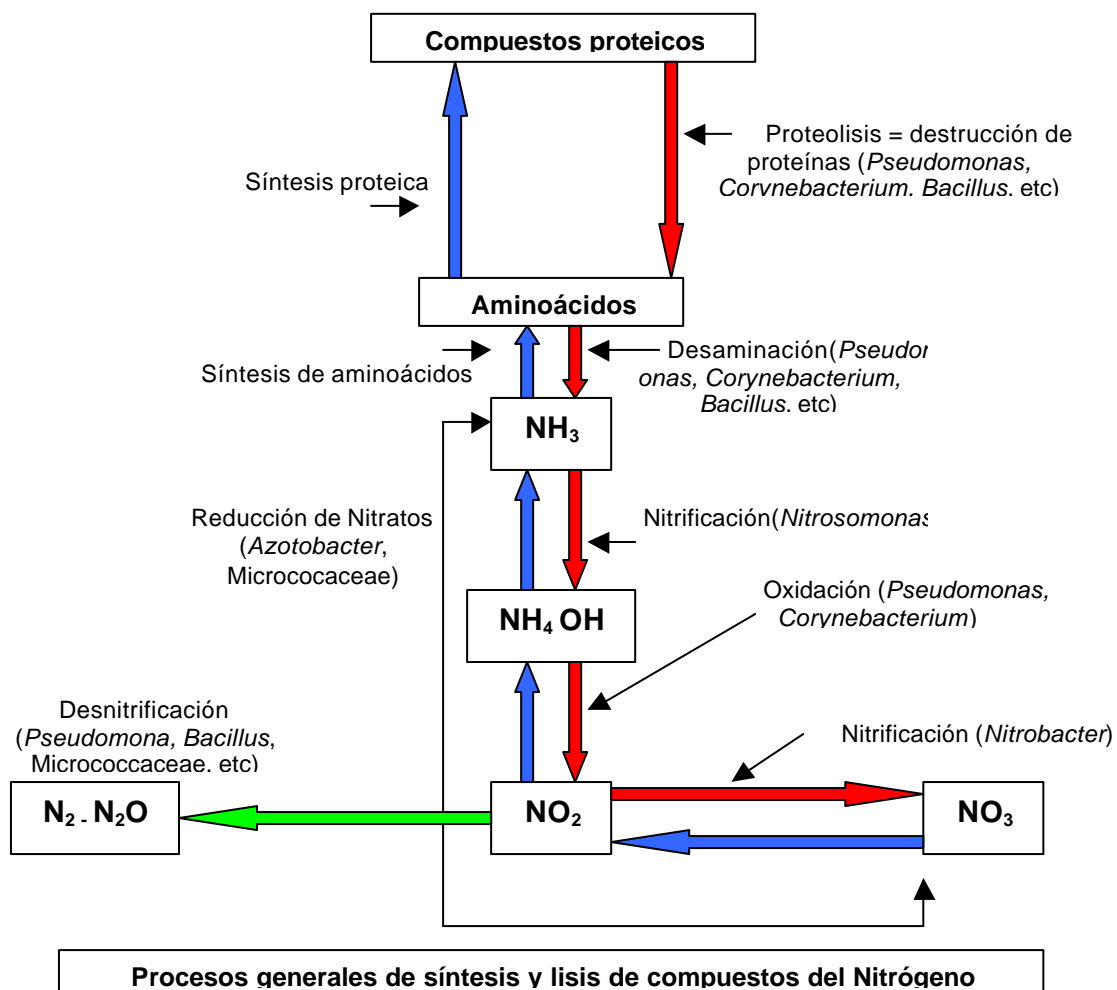 Compuestos proteicos
Proteolisis = destrucción de
proteínas (Pseudomonas,
Corynebacterium. Bacillus. etc)
Síntesis proteica
Aminoácidos
Síntesis de aminoácidos
Desaminación(Pseudor
onas, Corynebacterium,
Bacillus. etc)
NH₃
Reducción de Nitratos
(Azotobacter,
Micrococaceae)
Nitrificación(Nitrosomonas
NH₄ OH
Oxidación (Pseudomonas,
Corynebacterium)
Desnitrificación
(Pseudomona, Bacillus,
Micrococcaceae. etc)
Nitrificación (Nitrobacter)
N₂ - N₂O
NO₂
NO₃
Procesos generales de síntesis y lisis de compuestos del Nitrógeno